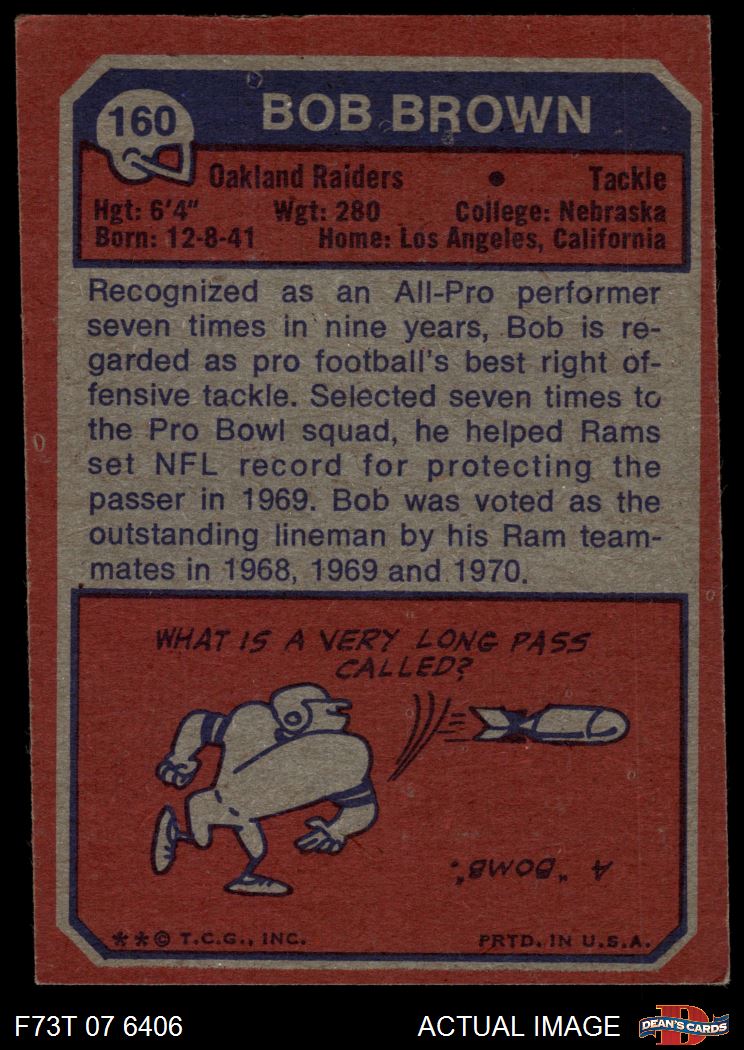 160
BOB BROWN
Oakland Raiders • Tackle
Hgt: 6'4" Wgt: 280 College: Nebraska
Born: 12-8-41 Home: Los Angeles, California
Recognized as an All-Pro performer
seven times in nine years, Bob is re-
garded as pro football's best right of-
fensive tackle. Selected seven times to
the Pro Bowl squad, he helped Rams
set NFL record for protecting the
passer in 1969. Bob was voted as the
outstanding lineman by his Ram team-
mates in 1968, 1969 and 1970.
WHAT IS A VERY LONG PASS
CALLED?
A "BOMB".
**© T.C.G., INC. PRTD. IN U.S.A.
F73T 07 6406 ACTUAL IMAGE DEAN'S CARDS